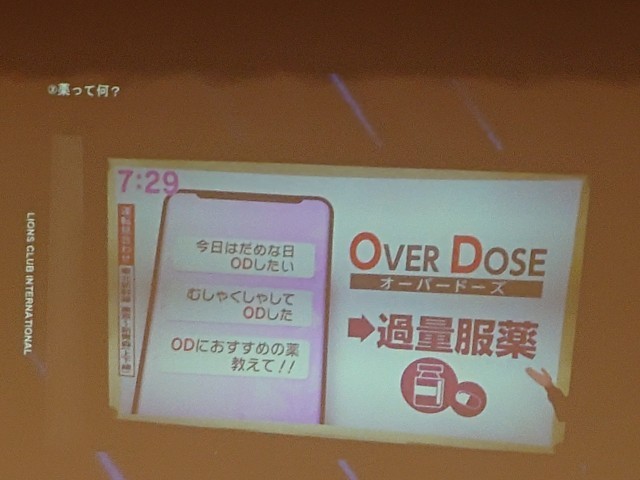 ②薬って何？
LIONS CLUB INTERNATIONAL
7:29
今日はだめな日
ODしたい
むしゃくしゃして
ODした
ODにおすすめの薬
教えて！！
OVER DOSE
オーバードーズ
➡過量服薬